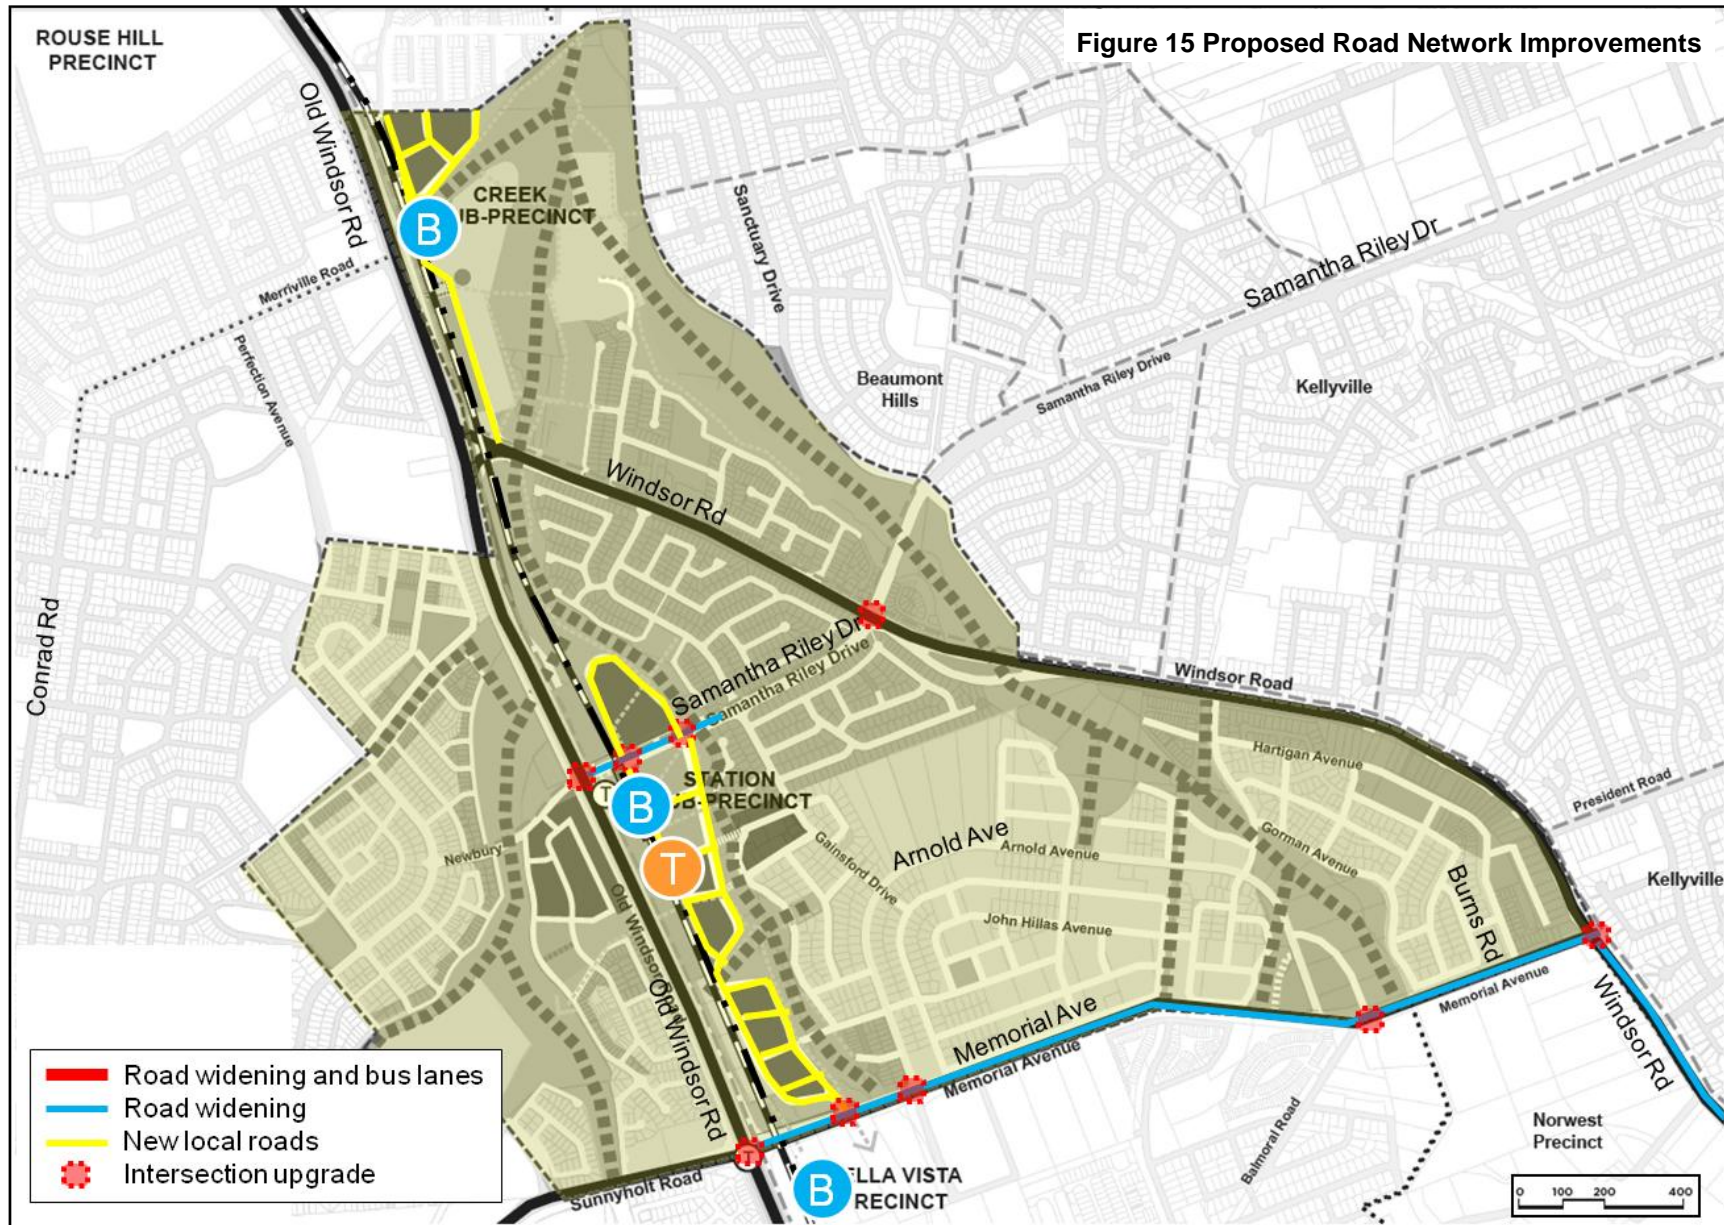 Figure 15 Proposed Road Network Improvements
ROUSE HILL
PRECINCT
Old Windsor Rd
CREEK
UB-PRECINCT
B
Merriville Road
Perfection Avenue
Sanctuary Drive
Samantha Riley Dr
Samantha Riley Drive
Beaumont
Hills
Kellyville
Windsor Rd
Conrad Rd
Samantha Riley Dr
Samantha Riley Drive
Windsor Road
Hartigan Avenue
President Road
T
B
STATION
UB-PRECINCT
T
Newbury
Gainsford Drive
Arnold Ave
Arnold Avenue
Gorman Avenue
Burns Rd
Kellyville
John Hillas Avenue
Old Windsor Road
Old Windsor Rd
Memorial Ave
Memorial Avenue
Memorial Avenue
Windsor Rd
Balmoral Road
Norwest
Precinct
T
Sunnyholt Road
B
ELLA VISTA
RECINCT
Road widening and bus lanes
Road widening
New local roads
Intersection upgrade
0 100 200 400